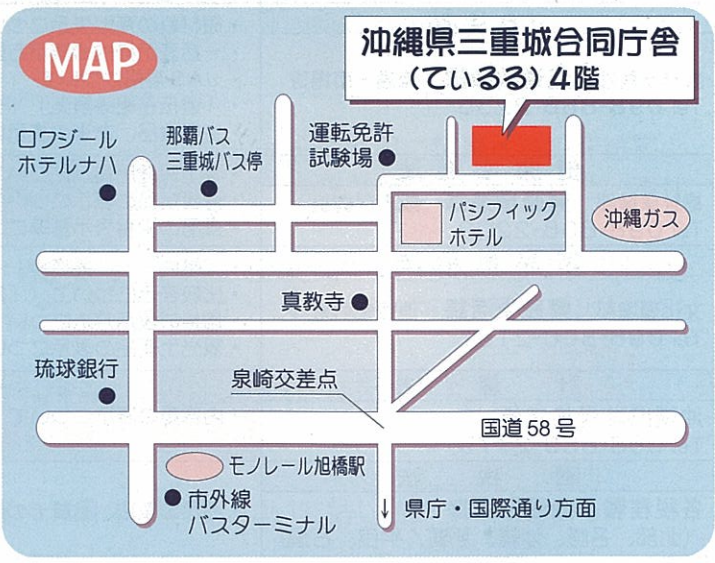 MAP
沖縄県三重城合同庁舎
（てぃるる）4階
ロワジール
ホテルナハ
那覇バス
三重城バス停
運転免許
試験場
パシフィック
ホテル
沖縄ガス
真教寺
琉球銀行
泉崎交差点
国道58号
モノレール旭橋駅
市外線
バスターミナル
↓ 県庁・国際通り方面